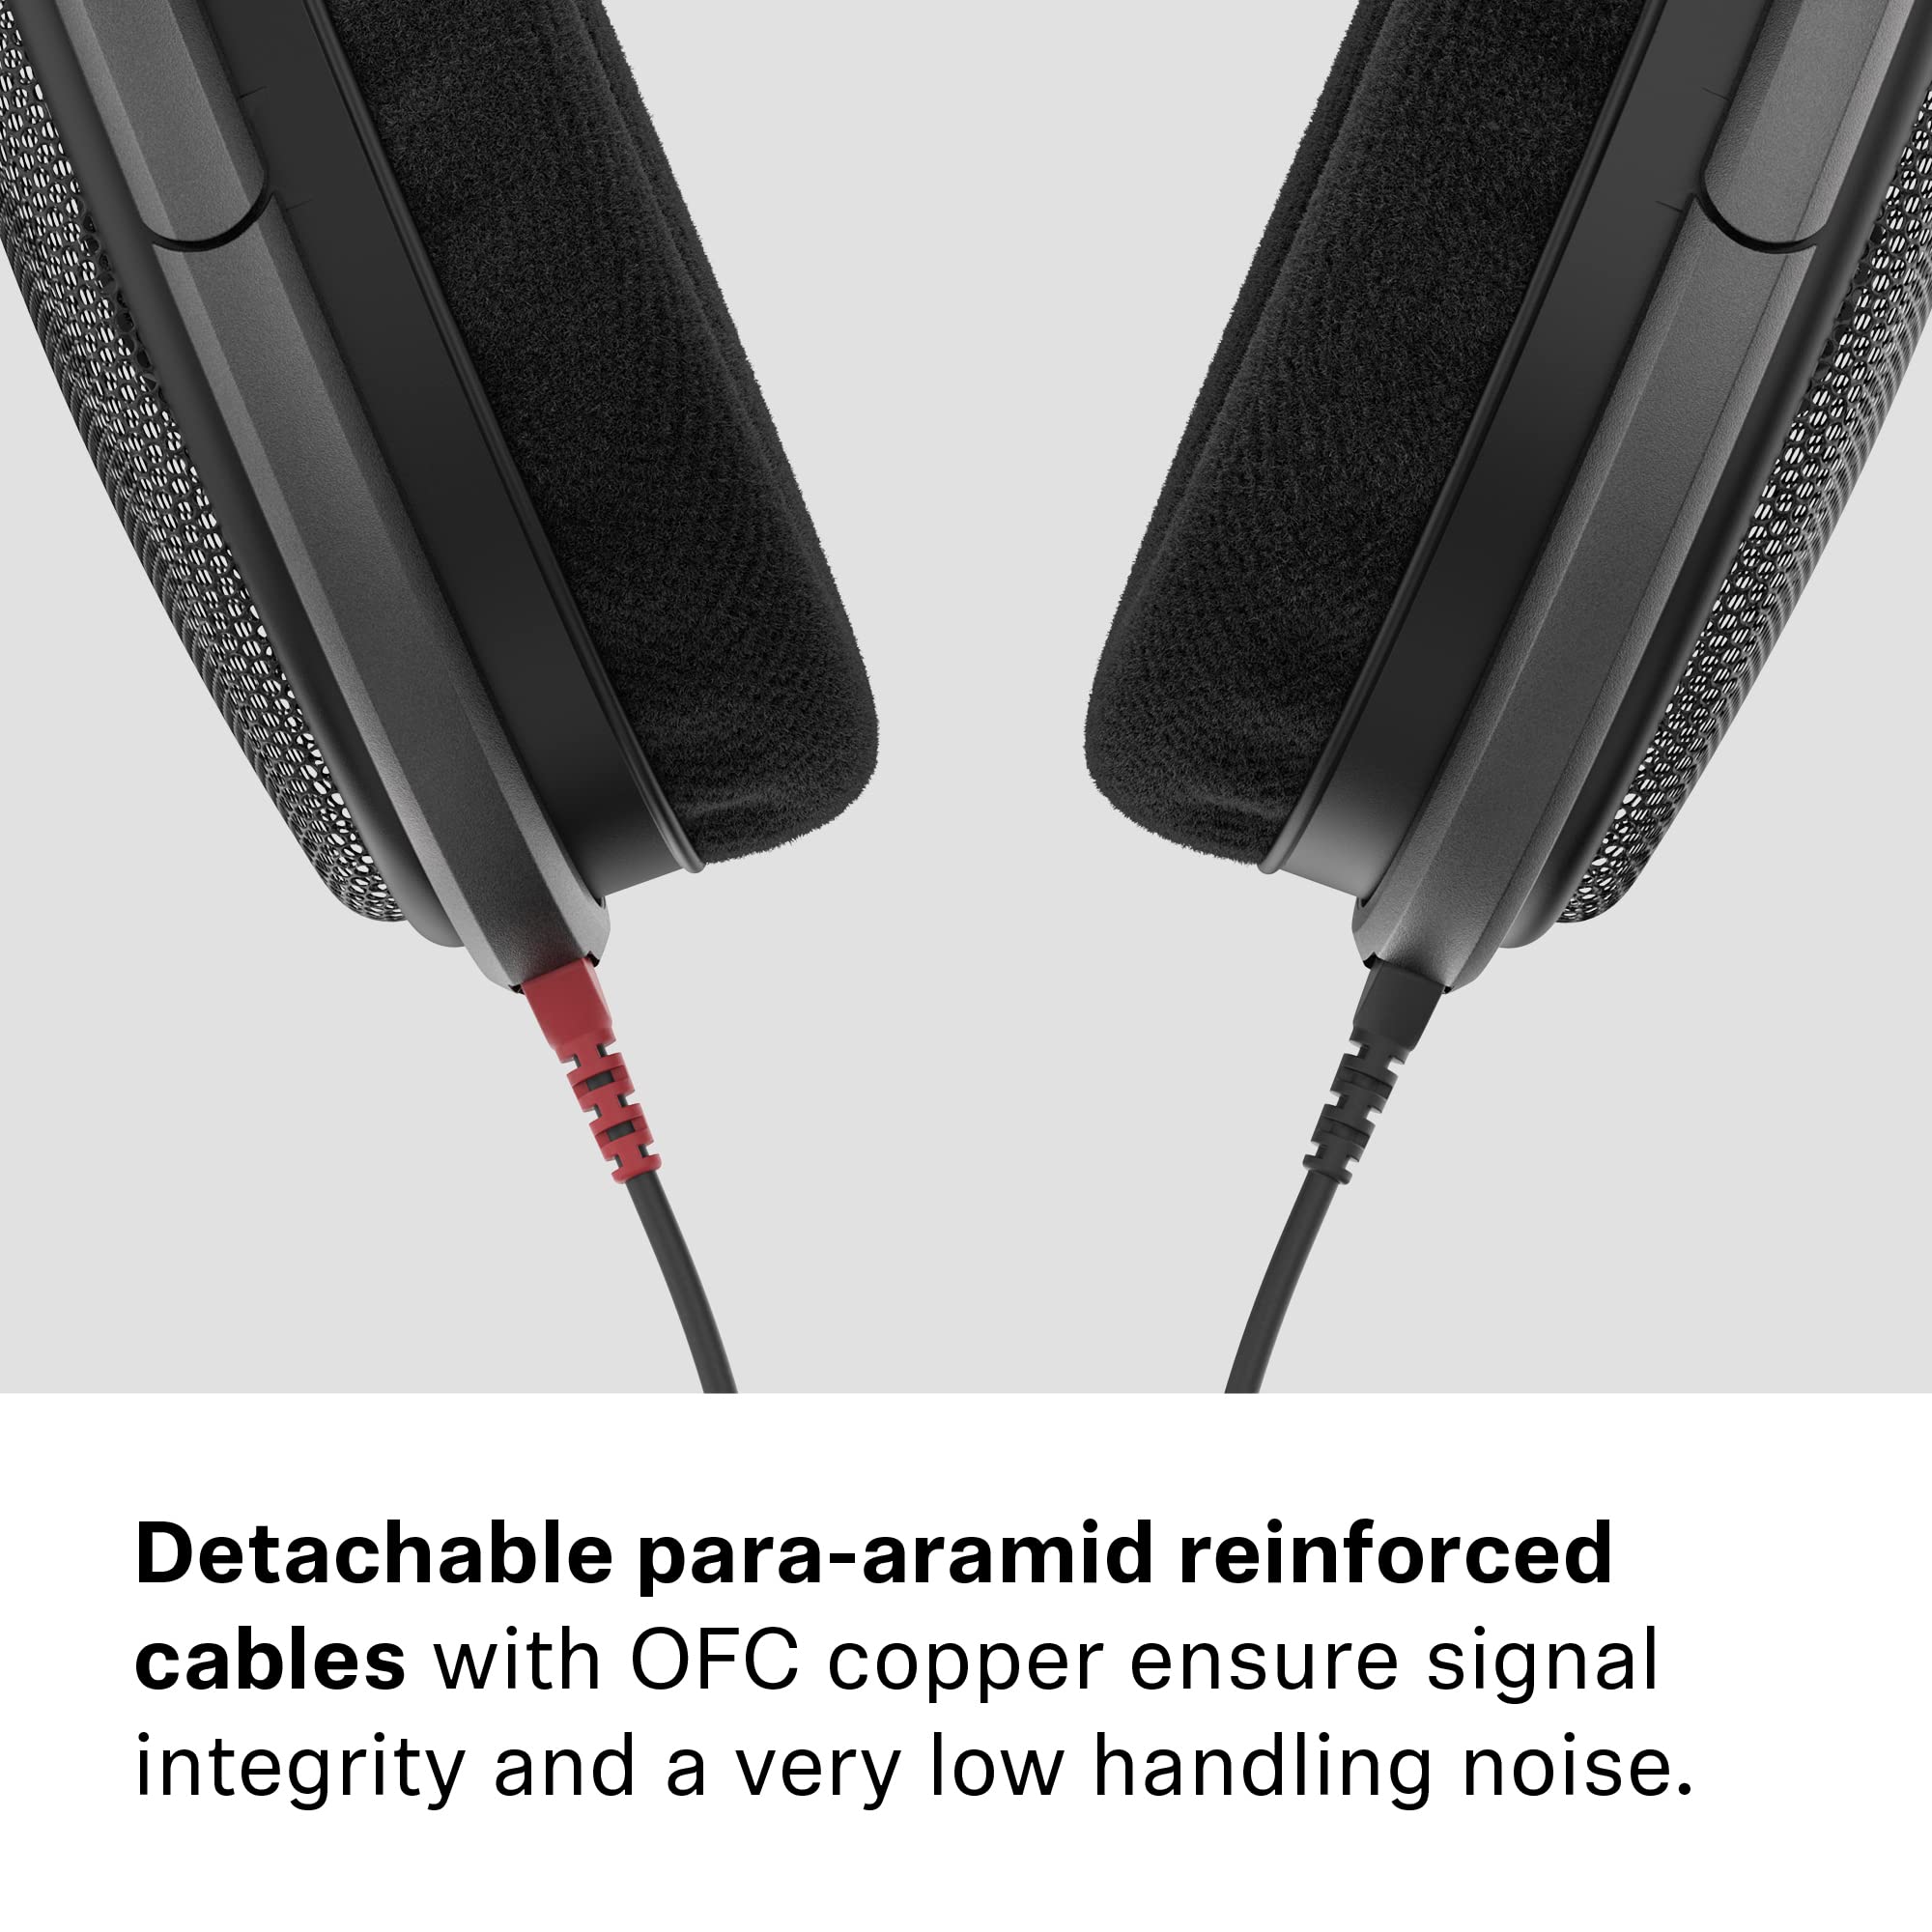 Detachable para-aramid reinforced
cables with OFC copper ensure signal
integrity and a very low handling noise.